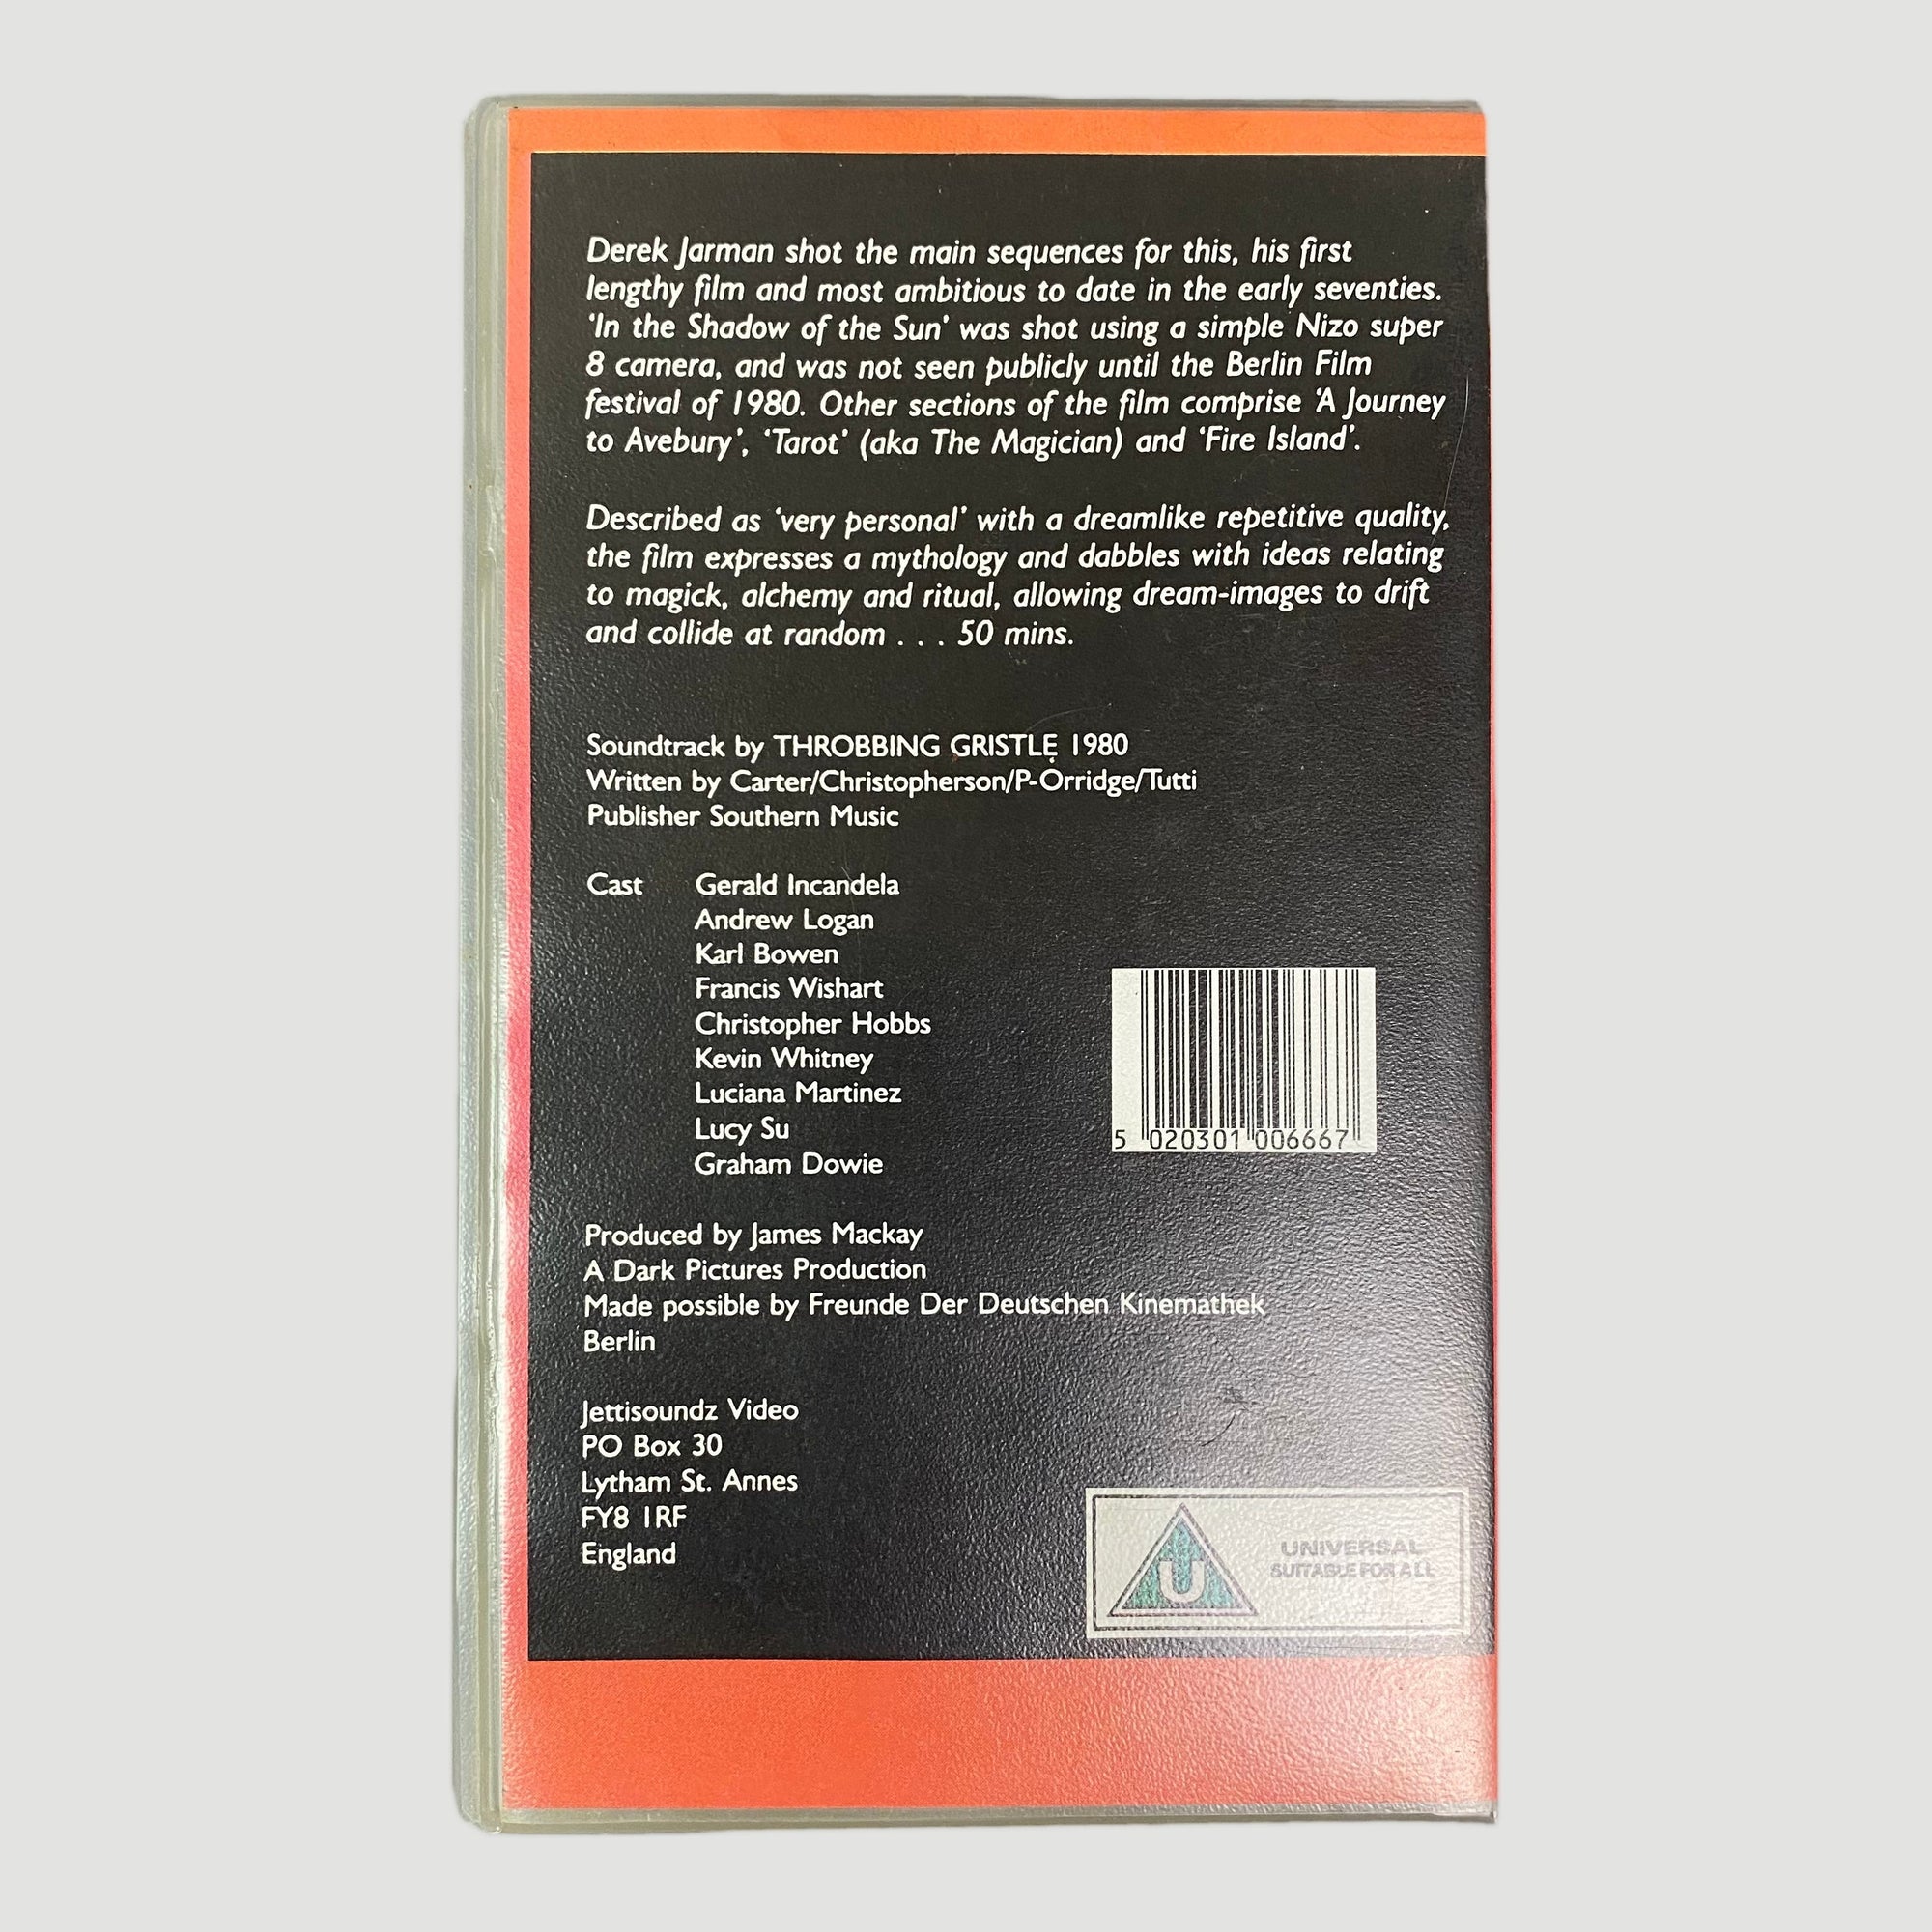 Derek Jarman shot the main sequences for this, his first
lengthy film and most ambitious to date in the early seventies.
‘In the Shadow of the Sun’ was shot using a simple Nizo super
8 camera, and was not seen publicly until the Berlin Film
festival of 1980. Other sections of the film comprise ‘A Journey
to Avebury’, ‘Tarot’ (aka The Magician) and ‘Fire Island’.
Described as ‘very personal’ with a dreamlike repetitive quality,
the film expresses a mythology and dabbles with ideas relating
to magick, alchemy and ritual, allowing dream-images to drift
and collide at random . . . 50 mins.
Soundtrack by THROBBING GRISTLE 1980
Written by Carter/Christopherson/P-Orridge/Tutti
Publisher Southern Music
Cast Gerald Incandela
Andrew Logan
Karl Bowen
Francis Wishart
Christopher Hobbs
Kevin Whitney
Luciana Martinez
Lucy Su
Graham Dowie
5 020301 006667
Produced by James Mackay
A Dark Pictures Production
Made possible by Freunde Der Deutschen Kinemathek
Berlin
Jettisoundz Video
PO Box 30
Lytham St. Annes
FY8 1RF
England
U
UNIVERSAL
SUITABLE FOR ALL